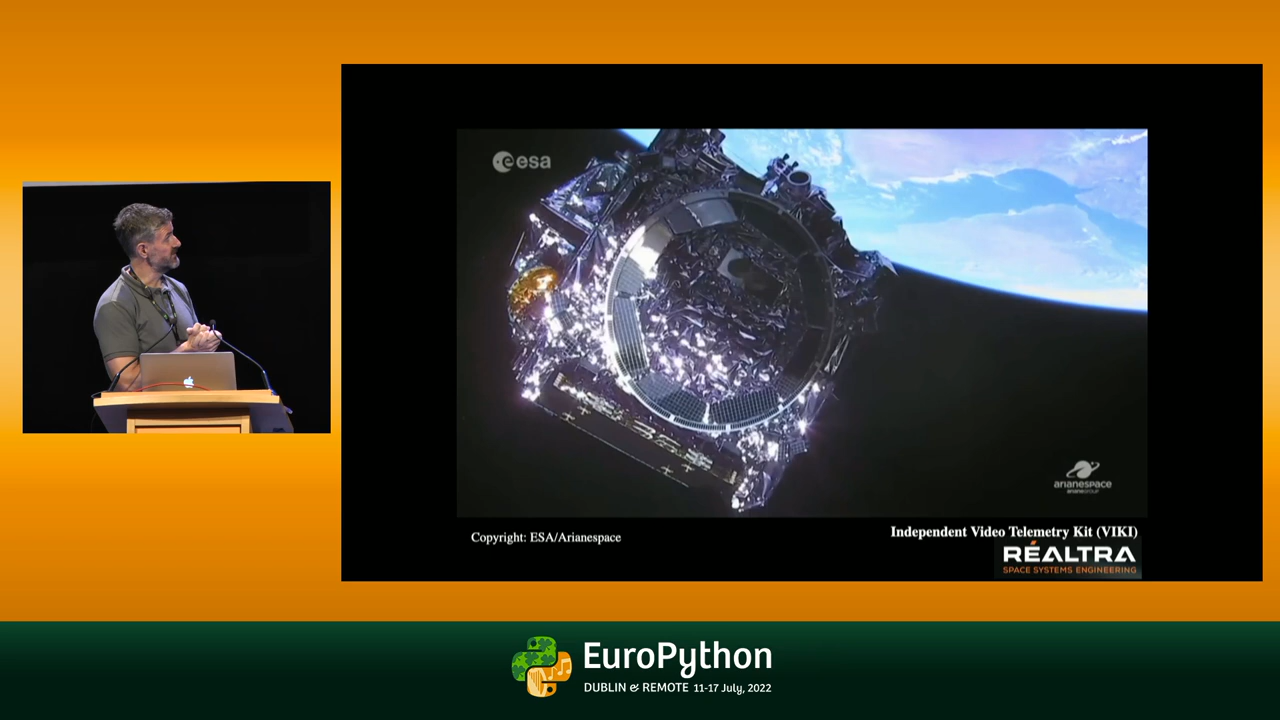 esa
arianespace
arianeGROUP
Copyright: ESA/Arianespace
Independent Video Telemetry Kit (VIKI)
RÉALTRA
SPACE SYSTEMS ENGINEERING
EuroPython
DUBLIN & REMOTE 11-17 July, 2022